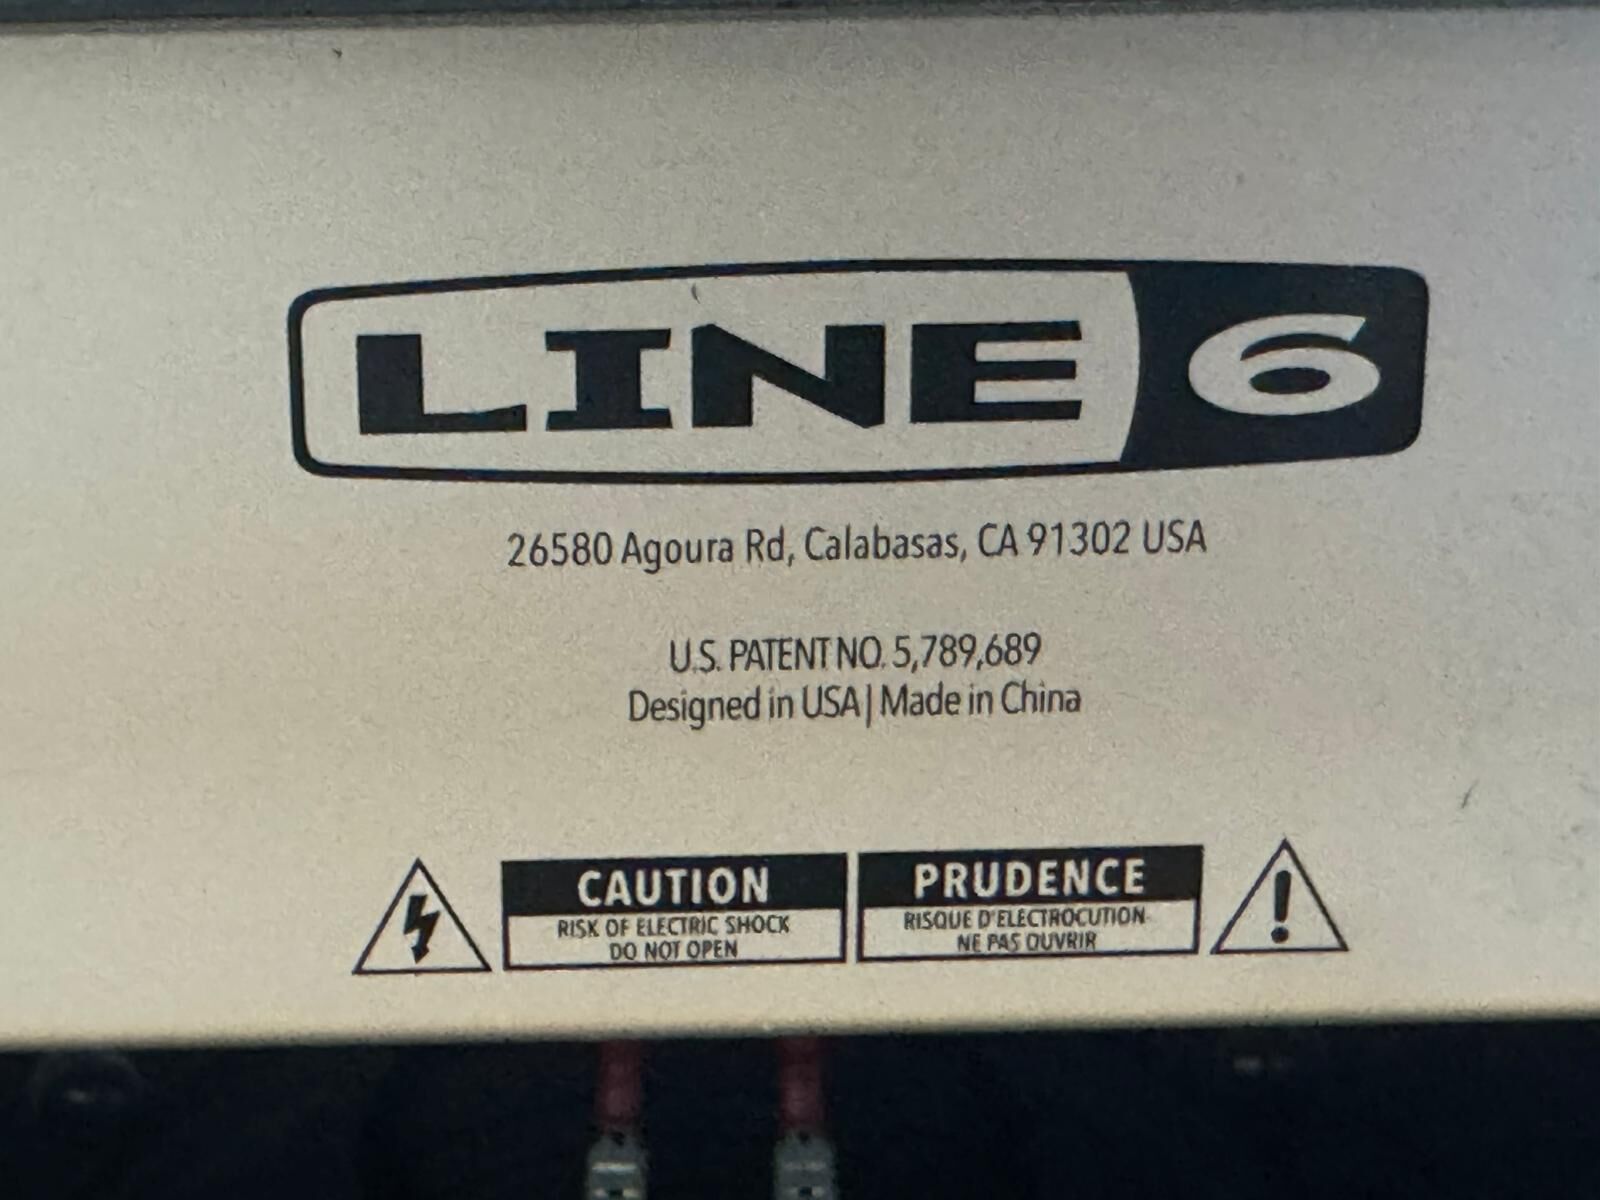 LINE 6
26580 Agoura Rd, Calabasas, CA 91302 USA
U.S. PATENT NO. 5,789,689
Designed in USA | Made in China
CAUTION
RISK OF ELECTRIC SHOCK
DO NOT OPEN
PRUDENCE
RISQUE D'ELECTROCUTION
NE PAS OUVRIR